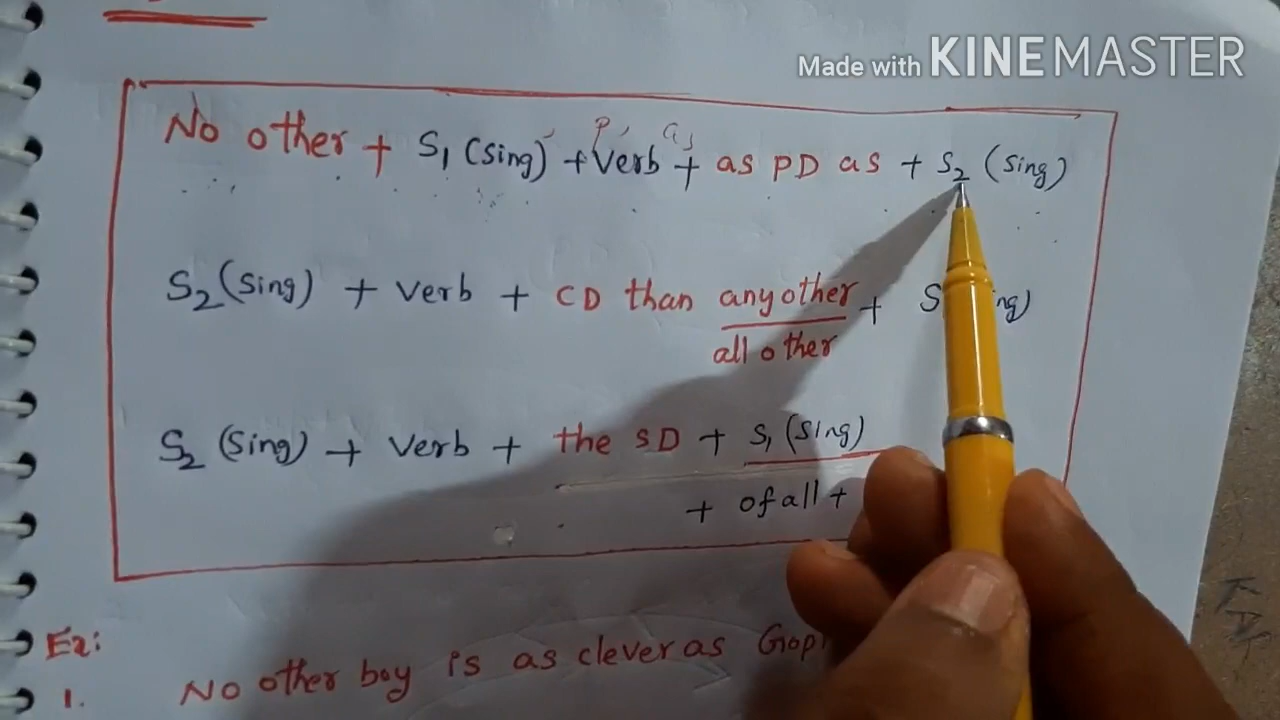 Made with KINEMASTER
P, as
No other + S1 (Sing) + Verb + as PD as + S2 (Sing)
S2 (Sing) + Verb + CD than any other + S
all other
S2 (Sing) + Verb + the SD + S1 (Sing)
+ of all +
Ex:
1. No other boy is as clever as Gopi